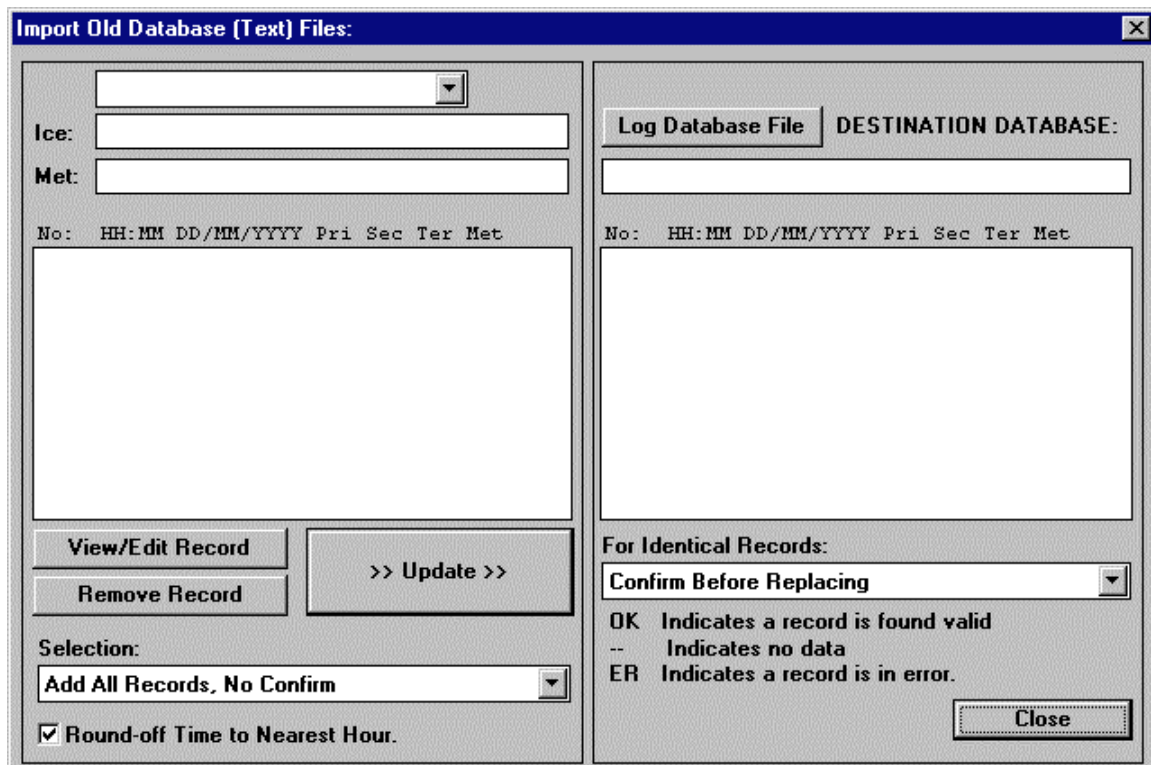 Import Old Database (Text) Files:
Ice:
Met:
No: HH:MM DD/MM/YYYY Pri Sec Ter Met
View/Edit Record
Remove Record
>> Update >>
Selection:
Add All Records, No Confirm
Round-off Time to Nearest Hour.
Log Database File DESTINATION DATABASE:
No: HH:MM DD/MM/YYYY Pri Sec Ter Met
For Identical Records:
Confirm Before Replacing
OK Indicates a record is found valid
-- Indicates no data
ER Indicates a record is in error.
Close